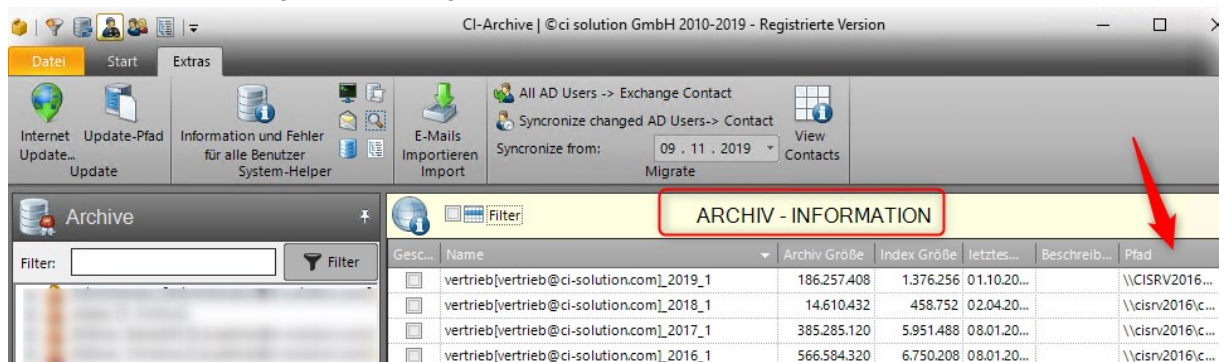 CI-Archive | ©ci solution GmbH 2010-2019 - Registrierte Version
Datei Start Extras
Internet Update...
Update-Pfad
Update
Information und Fehler für alle Benutzer
System-Helper
E-Mails Importieren
Import
All AD Users -> Exchange Contact
Syncronize changed AD Users-> Contact
Syncronize from: 09 . 11 . 2019
View Contacts
Migrate
Archive
Filter: Filter
Filter ARCHIV - INFORMATION
Gesc... Name Archiv Größe Index Größe letztes... Beschreib... Pfad
vertrieb[vertrieb@ci-solution.com]_2019_1 186.257.408 1.376.256 01.10.20... \\CISRV2016...
vertrieb[vertrieb@ci-solution.com]_2018_1 14.610.432 458.752 02.04.20... \\cisrv2016\c...
vertrieb[vertrieb@ci-solution.com]_2017_1 385.285.120 5.951.488 08.01.20... \\cisrv2016\c...
vertrieb[vertrieb@ci-solution.com]_2016_1 566.584.320 6.750.208 08.01.20... \\cisrv2016\c...